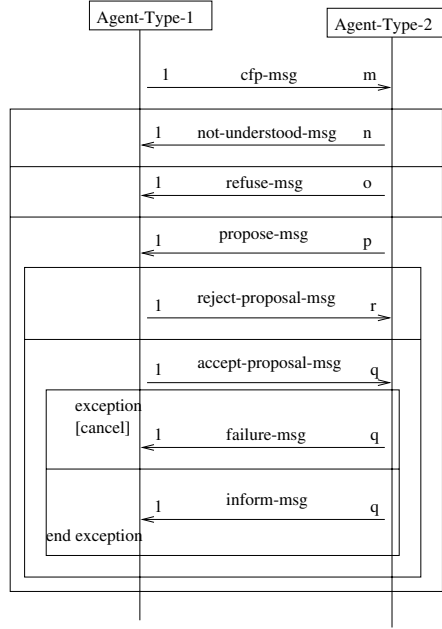 Agent-Type-1 Agent-Type-2
1 cfp-msg m
1 not-understood-msg n
1 refuse-msg o
1 propose-msg p
1 reject-proposal-msg r
1 accept-proposal-msg q
exception
[cancel]
1 failure-msg q
1 inform-msg q
end exception